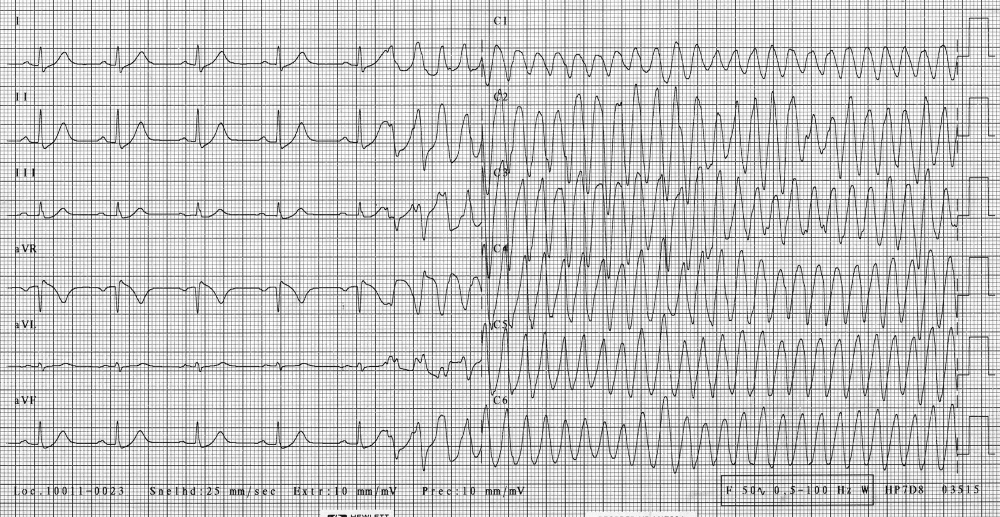 I
C1
II
C2
III
C3
aVR
C4
aVL
C5
aVF
C6
Loc.10011-0023 Snelhd:25 mm/sec Extr:10 mm/mV Prec:10 mm/mV
F 50∿ 0,5-100 Hz W HP7D8 03515
HEWLETT